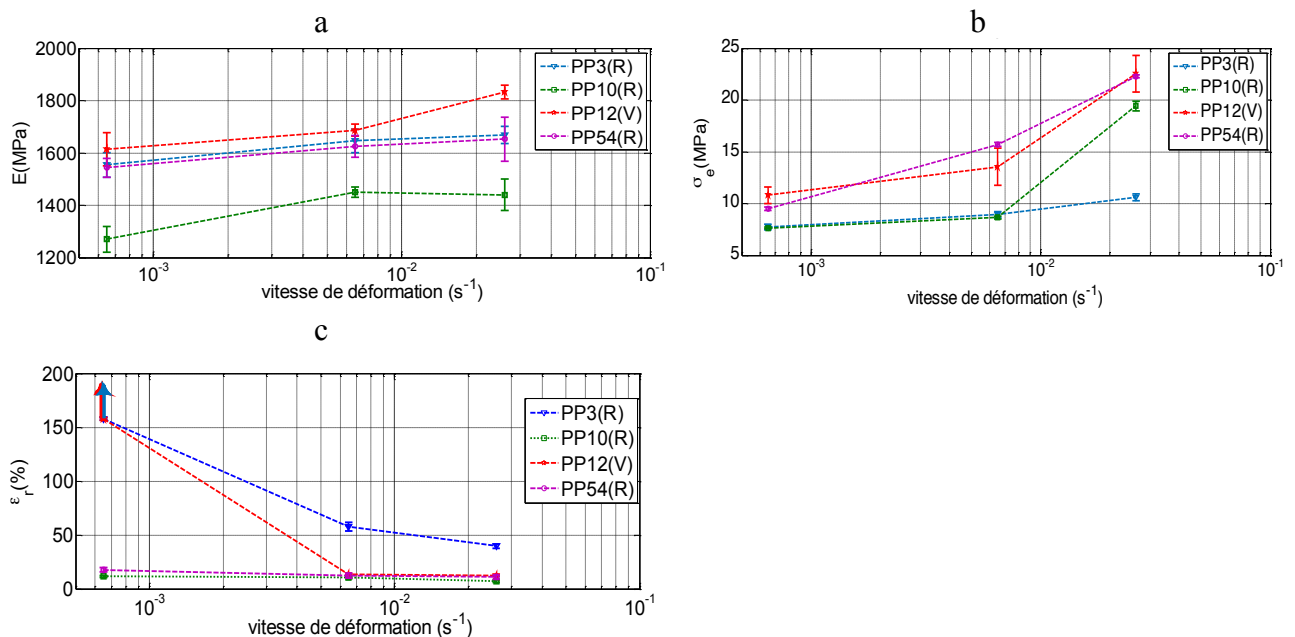 a
2000
1800
1600
1400
1200
E(MPa)
10⁻³
10⁻²
10⁻¹
vitesse de déformation (s⁻¹)
PP3(R)
PP10(R)
PP12(V)
PP54(R)
b
25
20
15
10
5
σₑ(MPa)
10⁻³
10⁻²
10⁻¹
vitesse de déformation (s⁻¹)
PP3(R)
PP10(R)
PP12(V)
PP54(R)
c
200
150
100
50
0
εᵣ(%)
10⁻³
10⁻²
10⁻¹
vitesse de déformation (s⁻¹)
PP3(R)
PP10(R)
PP12(V)
PP54(R)